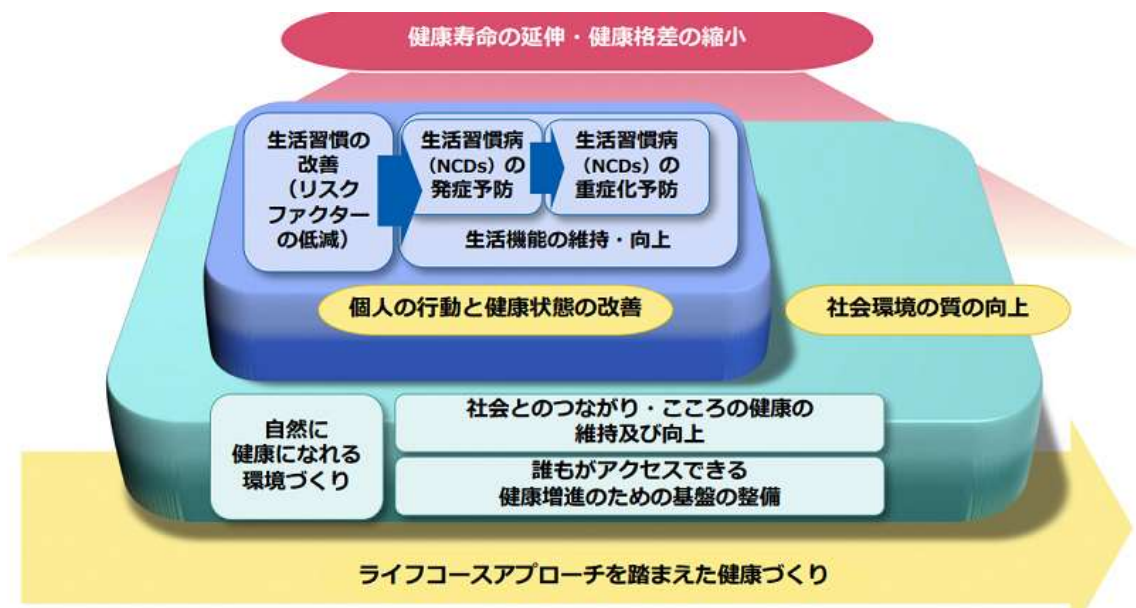 健康寿命の延伸・健康格差の縮小
生活習慣の
改善
(リスク
ファクター
の低減)
生活習慣病
(NCDs)の
発症予防
生活習慣病
(NCDs)の
重症化予防
生活機能の維持・向上
個人の行動と健康状態の改善
社会環境の質の向上
自然に
健康になれる
環境づくり
社会とのつながり・こころの健康の
維持及び向上
誰もがアクセスできる
健康増進のための基盤の整備
ライフコースアプローチを踏まえた健康づくり